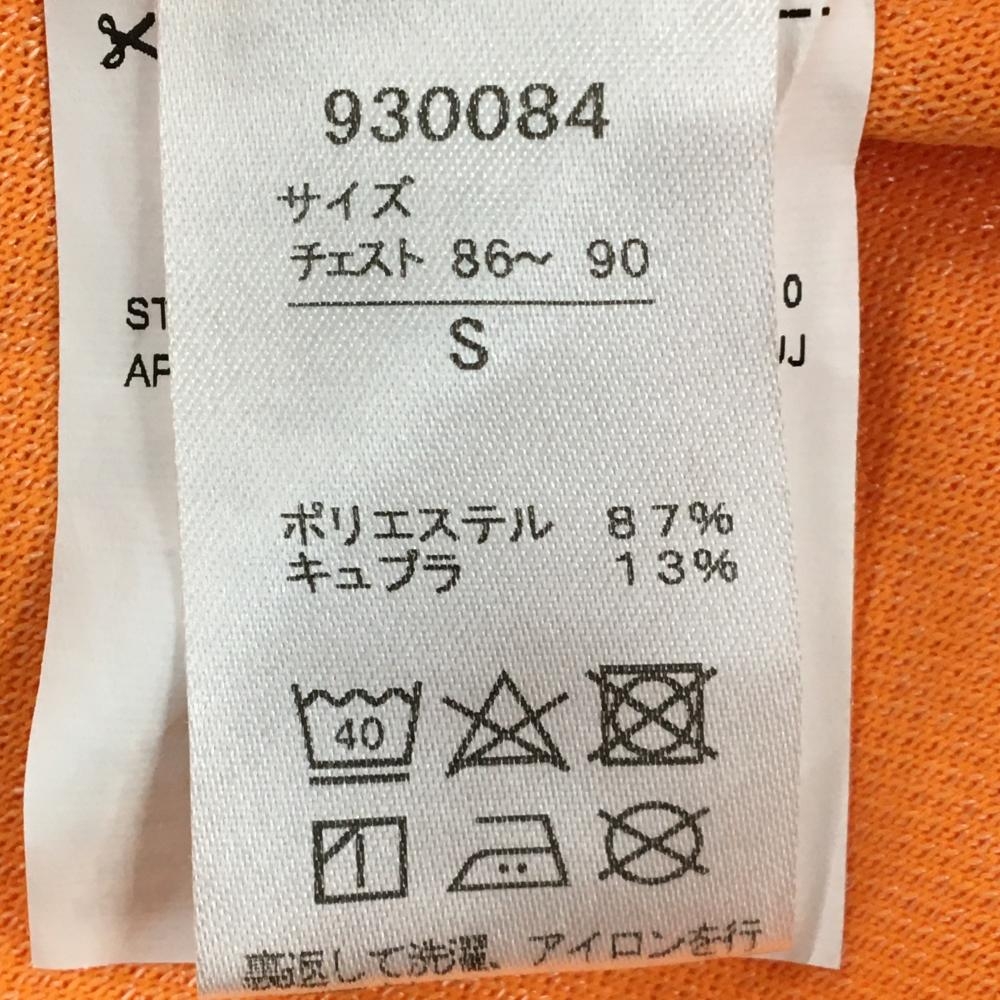 930084
サイズ
チェスト 86〜 90
S
ポリエステル 87%
キュプラ 13%
40
裏返して洗濯、アイロンを行